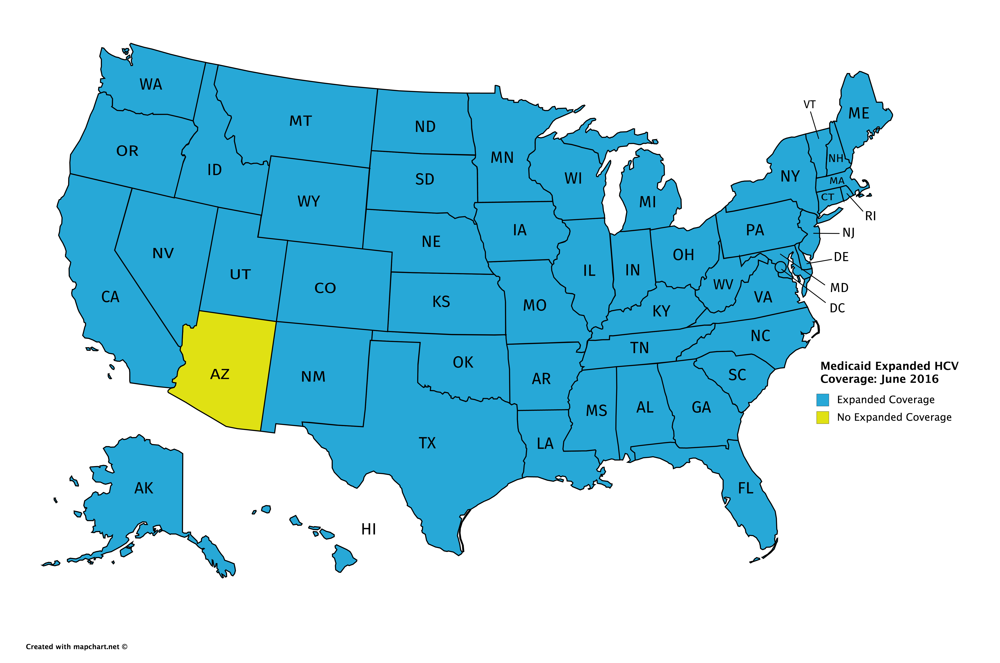 WA
MT
ND
MN
OR
ID
SD
WI
MI
WY
IA
NE
NV
UT
CO
CA
KS
MO
IL
IN
OH
KY
WV
VA
PA
NY
VT
NH
ME
MA
CT
RI
NJ
DE
MD
DC
AZ
NM
OK
AR
TN
NC
SC
MS
AL
GA
TX
LA
FL
AK
HI
Medicaid Expanded HCV
Coverage: June 2016
Expanded Coverage
No Expanded Coverage
Created with mapchart.net ©